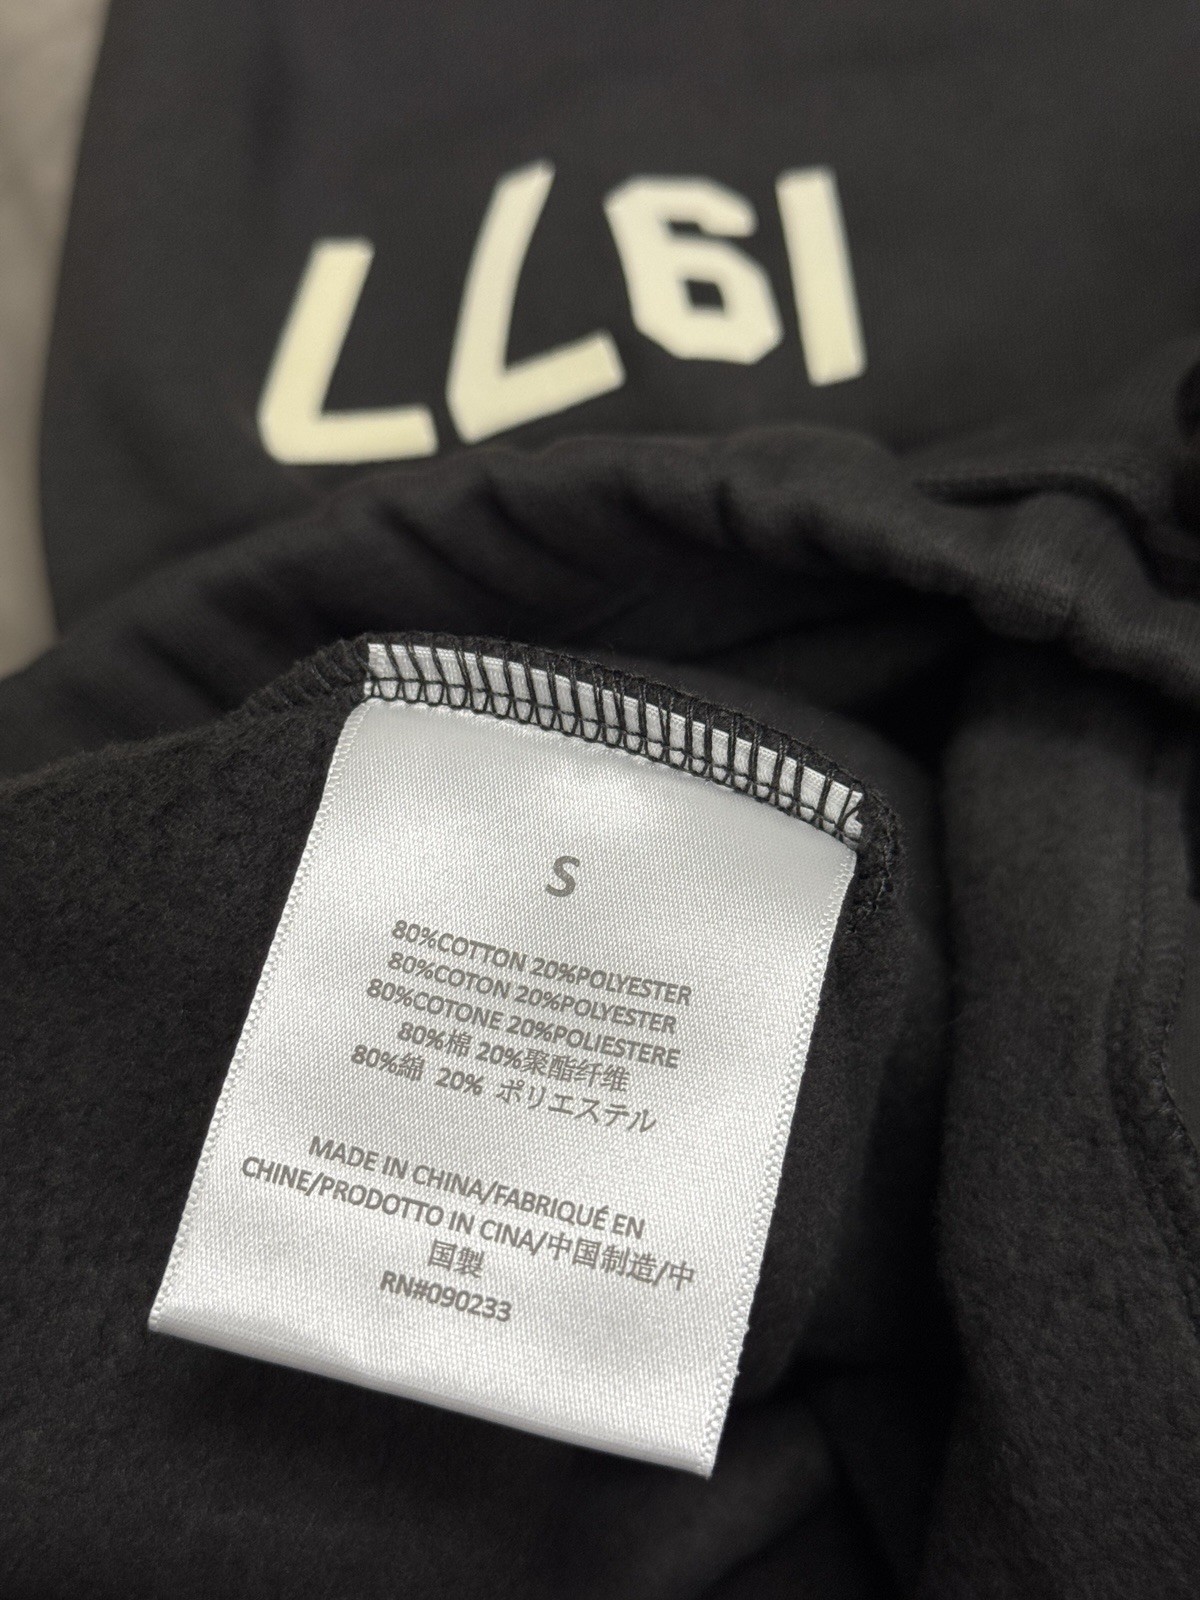 1977
S
80%COTTON 20%POLYESTER
80%COTON 20%POLYESTER
80%COTONE 20%POLIESTERE
80%棉 20%聚酯纤维
80%綿 20% ポリエステル
MADE IN CHINA/FABRIQUÉ EN
CHINE/PRODOTTO IN CINA/中国制造/中
国製
RN#090233